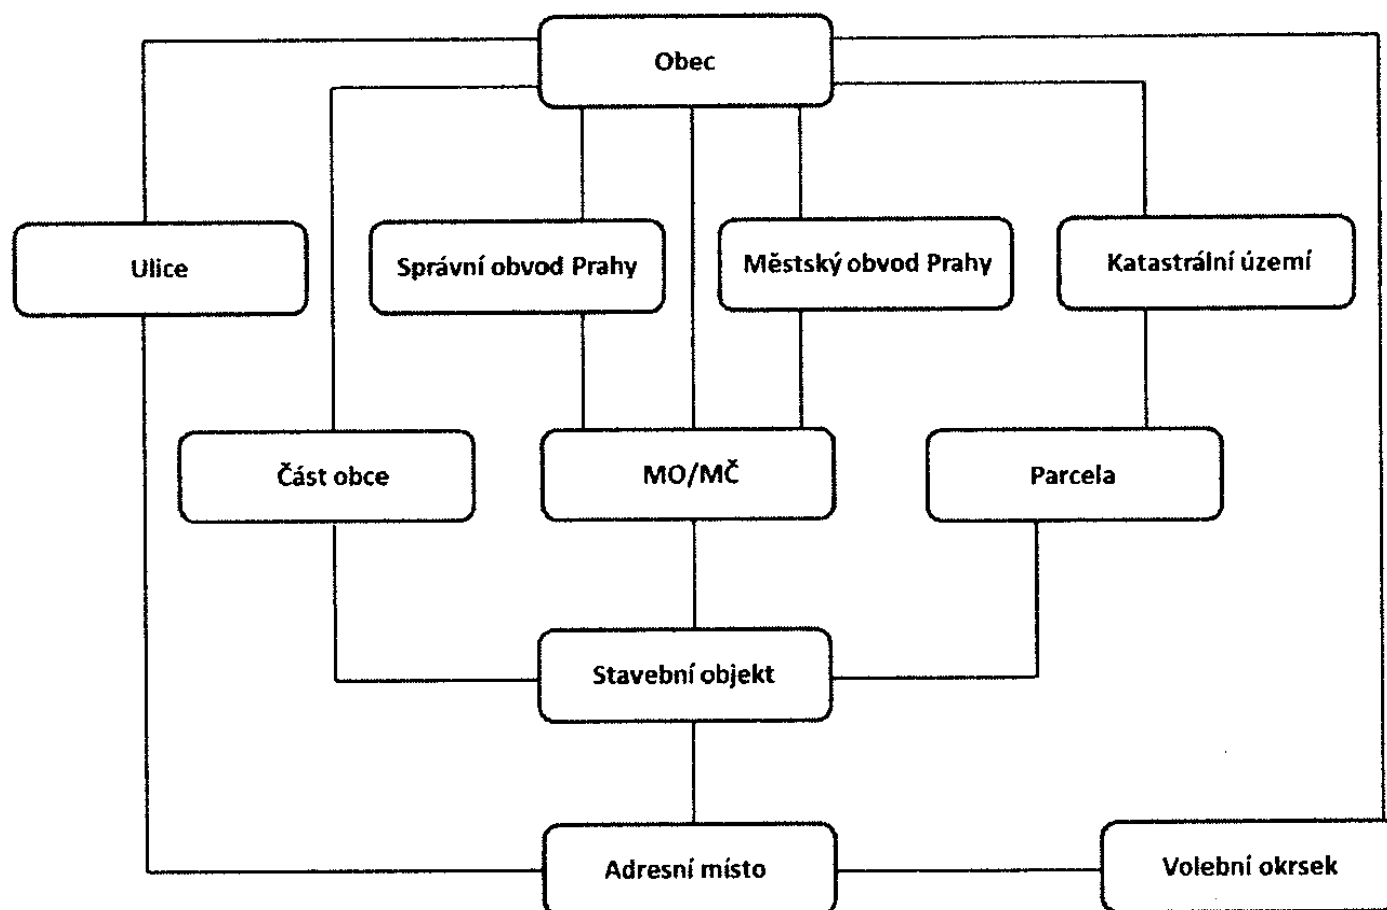 Obec
Ulice
Správní obvod Prahy
Městský obvod Prahy
Katastrální území
Část obce
MO/MČ
Parcela
Stavební objekt
Adresní místo
Volební okrsek